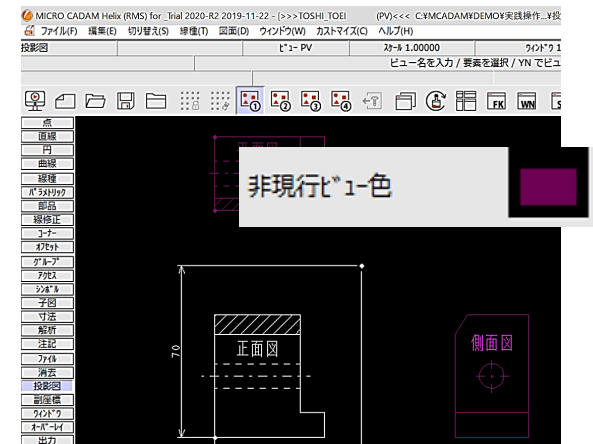 MICRO CADAM Helix (RMS) for _Trial 2020-R2 2019-11-22 - [>>>TOSHI_TOEI (PV)<<< C:¥MCADAM¥DEMO¥実践操作_¥投
ファイル(F) 編集(E) 切り替え(S) 線種(T) 図面(D) ウィンドウ(W) カストマイズ(C) ヘルプ(H)
投影図 ﾋﾞｭｰ PV ｽｹｰﾙ 1.00000 ｳｨﾝﾄﾞｳ 1
ビュー名を入力 / 要素を選択 / YN でビュ
FK WN S
点
直線
円
曲線
線種
ﾊﾟﾗﾒﾄﾘｯｸ
部品
線修正
ｺｰﾅｰ
ｵﾌｾｯﾄ
ｸﾞﾙｰﾌﾟ
ｱｸｾｽ
ｼﾝﾎﾞﾙ
子図
寸法
解析
注記
ﾌｧｲﾙ
消去
投影図
副座標
ｳｨﾝﾄﾞｳ
ｵｰﾊﾞｰﾚｲ
出力
正面図
非現行ﾋﾞｭｰ色
70
正面図
側面図